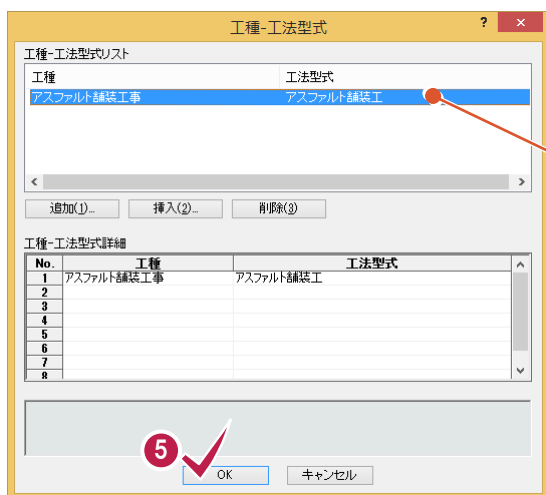 工種-工法型式
?
×
工種-工法型式リスト
工種 工法型式
アスファルト舗装工事 アスファルト舗装工
追加(1)... 挿入(2)... 削除(3)
工種-工法型式詳細
No. 工種 工法型式
1 アスファルト舗装工事 アスファルト舗装工
2
3
4
5
6
7
8
5
OK キャンセル